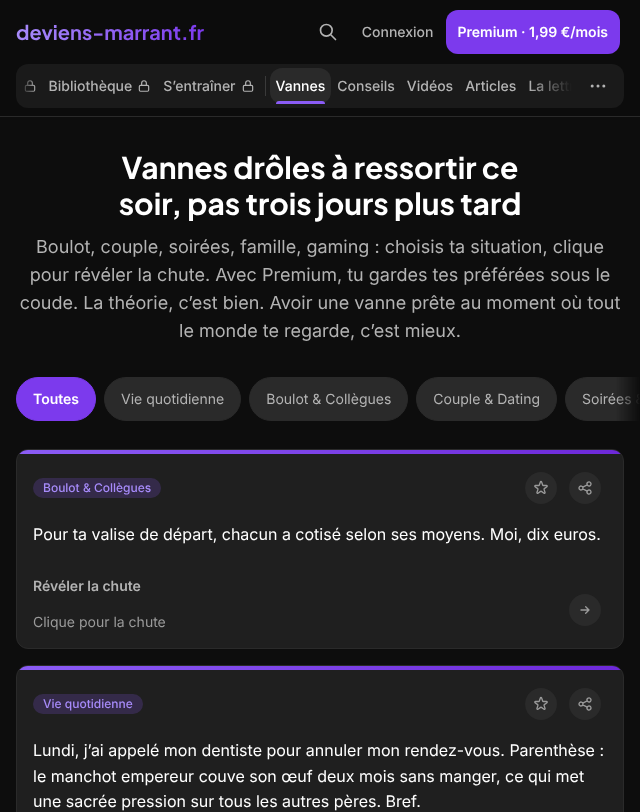 deviens-marrant.fr
Connexion
Premium · 1,99 €/mois
Bibliothèque
S’entraîner
Vannes
Conseils
Vidéos
Articles
La lett
Vannes drôles à ressortir ce
soir, pas trois jours plus tard
Boulot, couple, soirées, famille, gaming : choisis ta situation, clique
pour révéler la chute. Avec Premium, tu gardes tes préférées sous le
coude. La théorie, c’est bien. Avoir une vanne prête au moment où tout
le monde te regarde, c’est mieux.
Toutes
Vie quotidienne
Boulot & Collègues
Couple & Dating
Soirées
Boulot & Collègues
Pour ta valise de départ, chacun a cotisé selon ses moyens. Moi, dix euros.
Révéler la chute
Clique pour la chute
Vie quotidienne
Lundi, j’ai appelé mon dentiste pour annuler mon rendez-vous. Parenthèse :
le manchot empereur couve son œuf deux mois sans manger, ce qui met
une sacrée pression sur tous les autres pères. Bref.